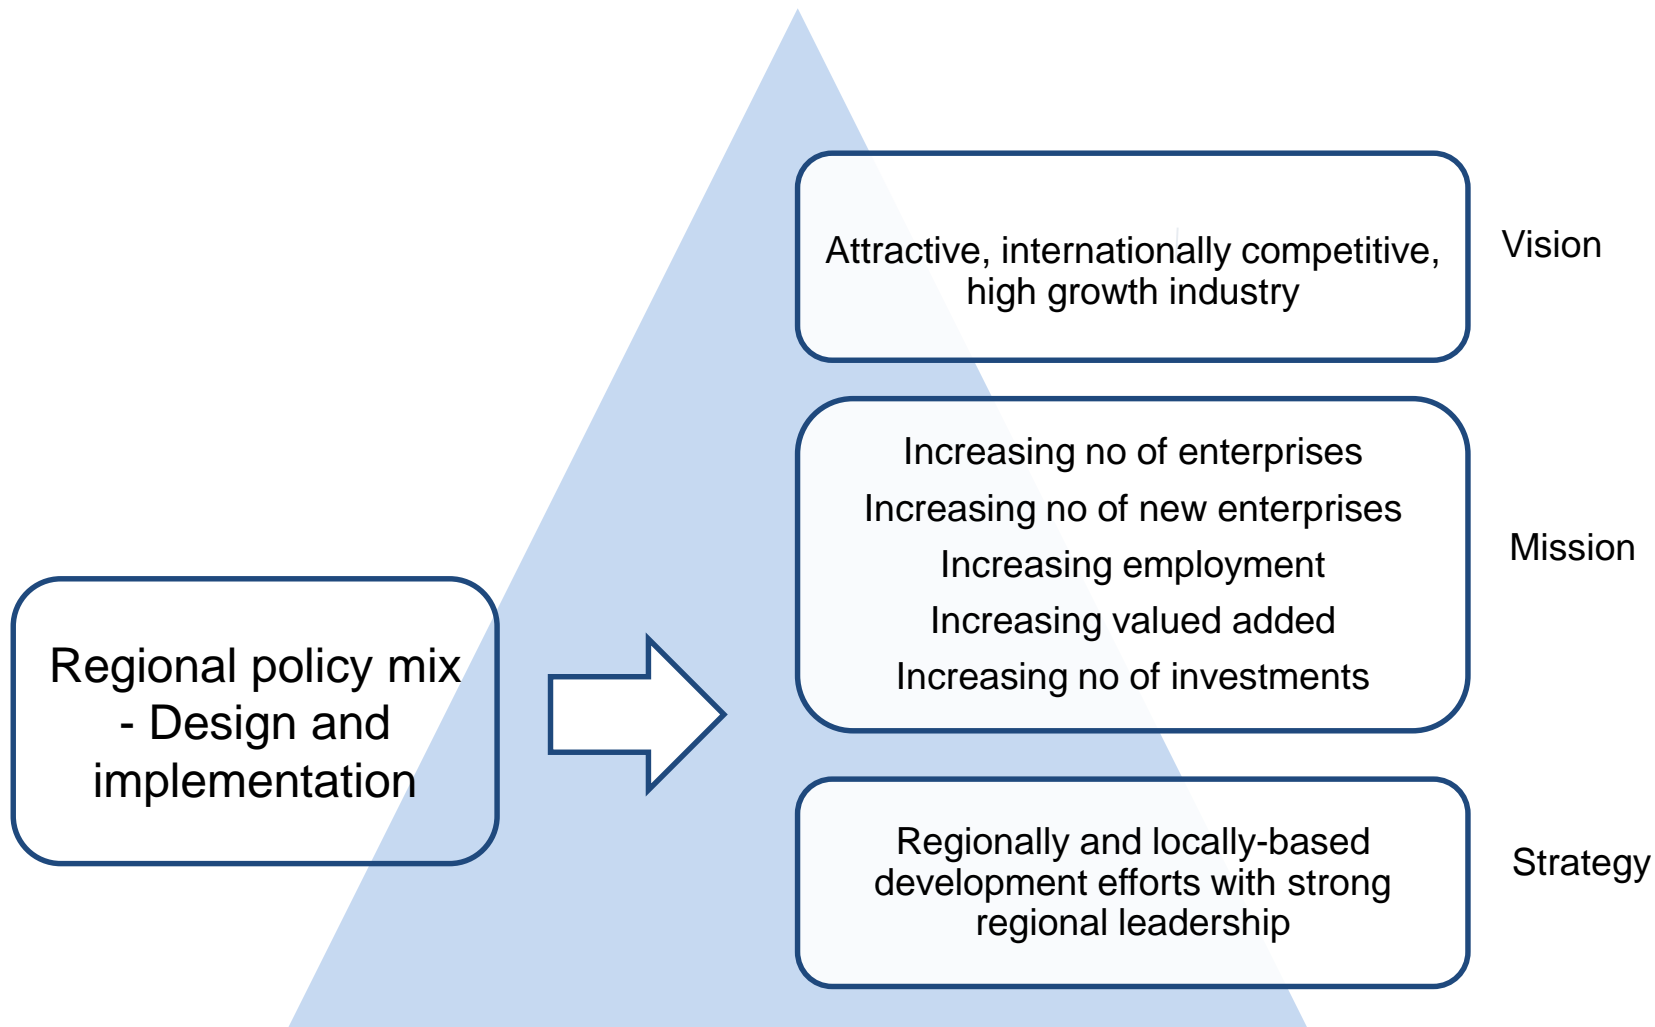 Attractive, internationally competitive,
high growth industry
Vision
Increasing no of enterprises
Increasing no of new enterprises
Increasing employment
Increasing valued added
Increasing no of investments
Mission
Regional policy mix
- Design and
implementation
Regionally and locally-based
development efforts with strong
regional leadership
Strategy